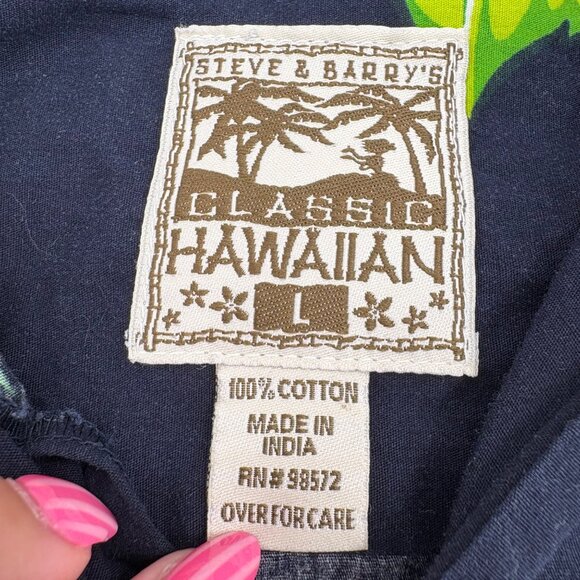 STEVE & BARRY'S
CLASSIC
HAWAIIAN
L
100% COTTON
MADE IN
INDIA
RN# 98572
OVER FOR CARE